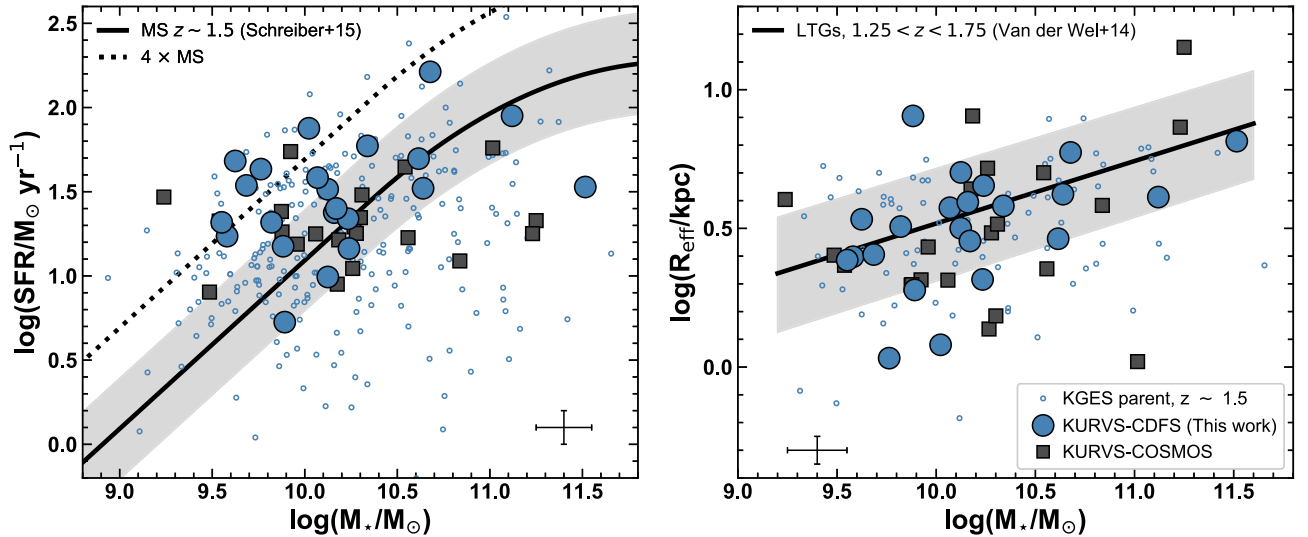 MS z ~ 1.5 (Schreiber+15)
4 × MS
log(SFR/M⊙ yr⁻¹)
2.5
2.0
1.5
1.0
0.5
0.0
9.0 9.5 10.0 10.5 11.0 11.5
log(M⋆/M⊙)
LTGs, 1.25 < z < 1.75 (Van der Wel+14)
log(Reff/kpc)
1.0
0.5
0.0
KGES parent, z ~ 1.5
KURVS-CDFS (This work)
KURVS-COSMOS
9.0 9.5 10.0 10.5 11.0 11.5
log(M⋆/M⊙)